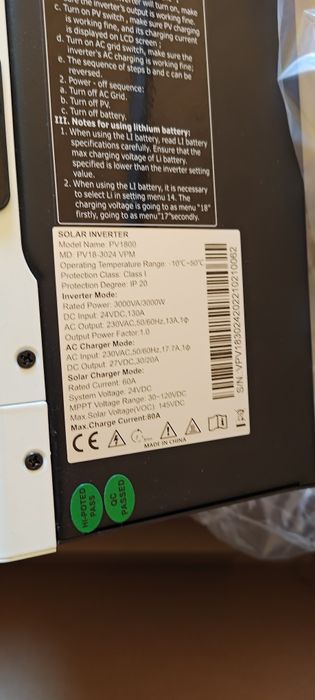 inverter will turn on, make
the inverter's output is working fine.
c. Turn on PV switch, make sure PV charging
is working fine, and its charging current
is displayed on LCD screen ;
d. Turn on AC grid switch, make sure the
inverter's AC charging is working fine;
e. The sequence of steps b and c can be
reversed.
2. Power - off sequence:
a. Turn off AC Grid.
b. Turn off PV.
c. Turn off battery.
III. Notes for using lithium battery:
1. When using the LI battery, read LI battery
specifications carefully. Ensure that the
max charging voltage of Li battery.
specified is lower than the inverter setting
value.
2. When using the LI battery, it is necessary
to select Li in setting menu 14. The
charging voltage is going to as menu "18"
firstly, going to as menu"17"secondly.
SOLAR INVERTER
Model Name: PV1800
MD: PV18-3024 VPM
Operating Temperature Range: -10℃~50℃
Protection Class: Class I
Protection Degree: IP 20
Inverter Mode:
Rated Power: 3000VA/3000W
DC Input: 24VDC,130A
AC Output: 230VAC,50/60Hz,13A,1Φ
Output Power Factor:1.0
AC Charger Mode:
AC Input: 230VAC,50/60Hz,17.7A,1Φ
DC Output: 27VDC,30/20A
Solar Charger Mode:
Rated Current: 60A
System Voltage: 24VDC
MPPT Voltage Range: 30~120VDC
Max.Solar Voltage(VOC): 145VDC
Max.Charge Current:80A
CE
MADE IN CHINA
S/N: VPV18302420221021 0062
HI-POTED
PASS
QC
PASSED